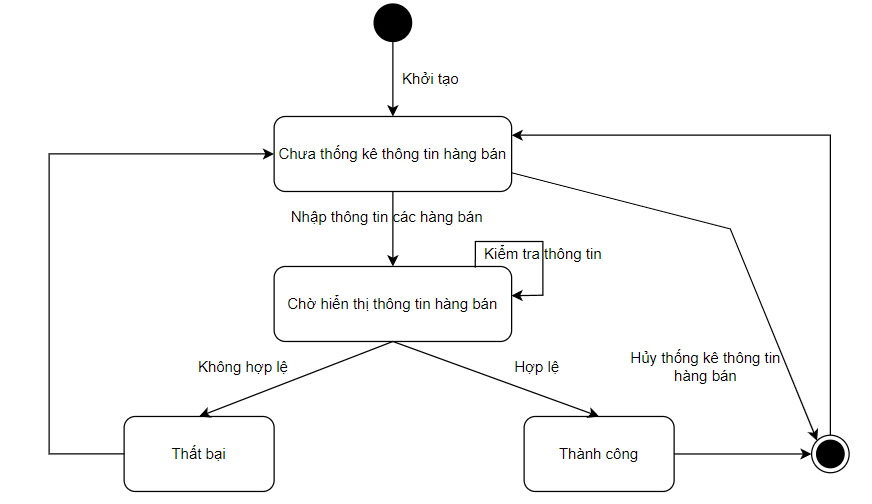 Khởi tạo
Chưa thống kê thông tin hàng bán
Nhập thông tin các hàng bán
Kiểm tra thông tin
Chờ hiển thị thông tin hàng bán
Không hợp lệ
Hợp lệ
Hủy thống kê thông tin
hàng bán
Thất bại
Thành công